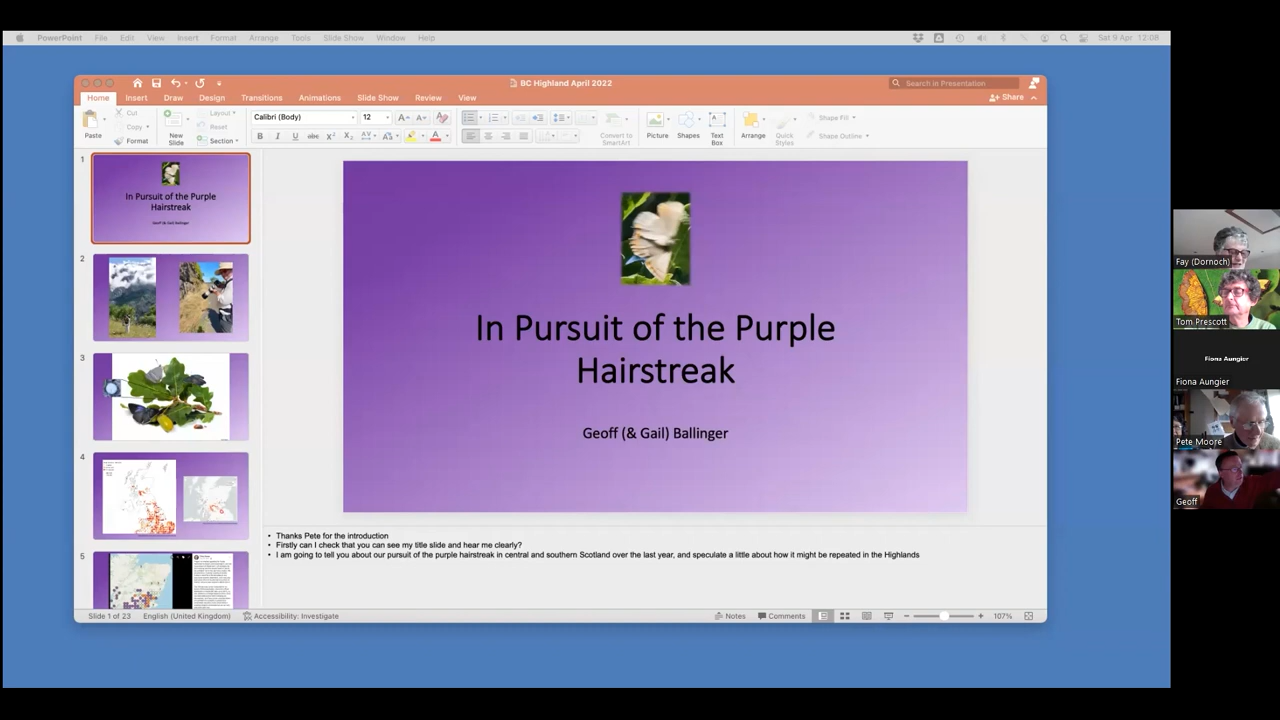 PowerPoint File Edit View Insert Format Arrange Tools Slide Show Window Help Sat 9 Apr 12:08
BC Highland April 2022 Search in Presentation
Home Insert Draw Design Transitions Animations Slide Show Review View Share
Paste Cut Copy Format New Slide Layout Reset Section Calibri (Body) 12 Convert to SmartArt Picture Shapes Text Box Arrange Quick Styles Shape Fill Shape Outline
1
In Pursuit of the Purple
Hairstreak
Geoff (& Gail) Ballinger
2
3
4
5
In Pursuit of the Purple
Hairstreak
Geoff (& Gail) Ballinger
• Thanks Pete for the introduction
• Firstly can I check that you can see my title slide and hear me clearly?
• I am going to tell you about our pursuit of the purple hairstreak in central and southern Scotland over the last year, and speculate a little about how it might be repeated in the Highlands
Slide 1 of 23 English (United Kingdom) Accessibility: Investigate Notes Comments 107%
Fay (Dornoch)
Tom Prescott
Fiona Aungier
Fiona Aungier
Pete Moore
Geoff